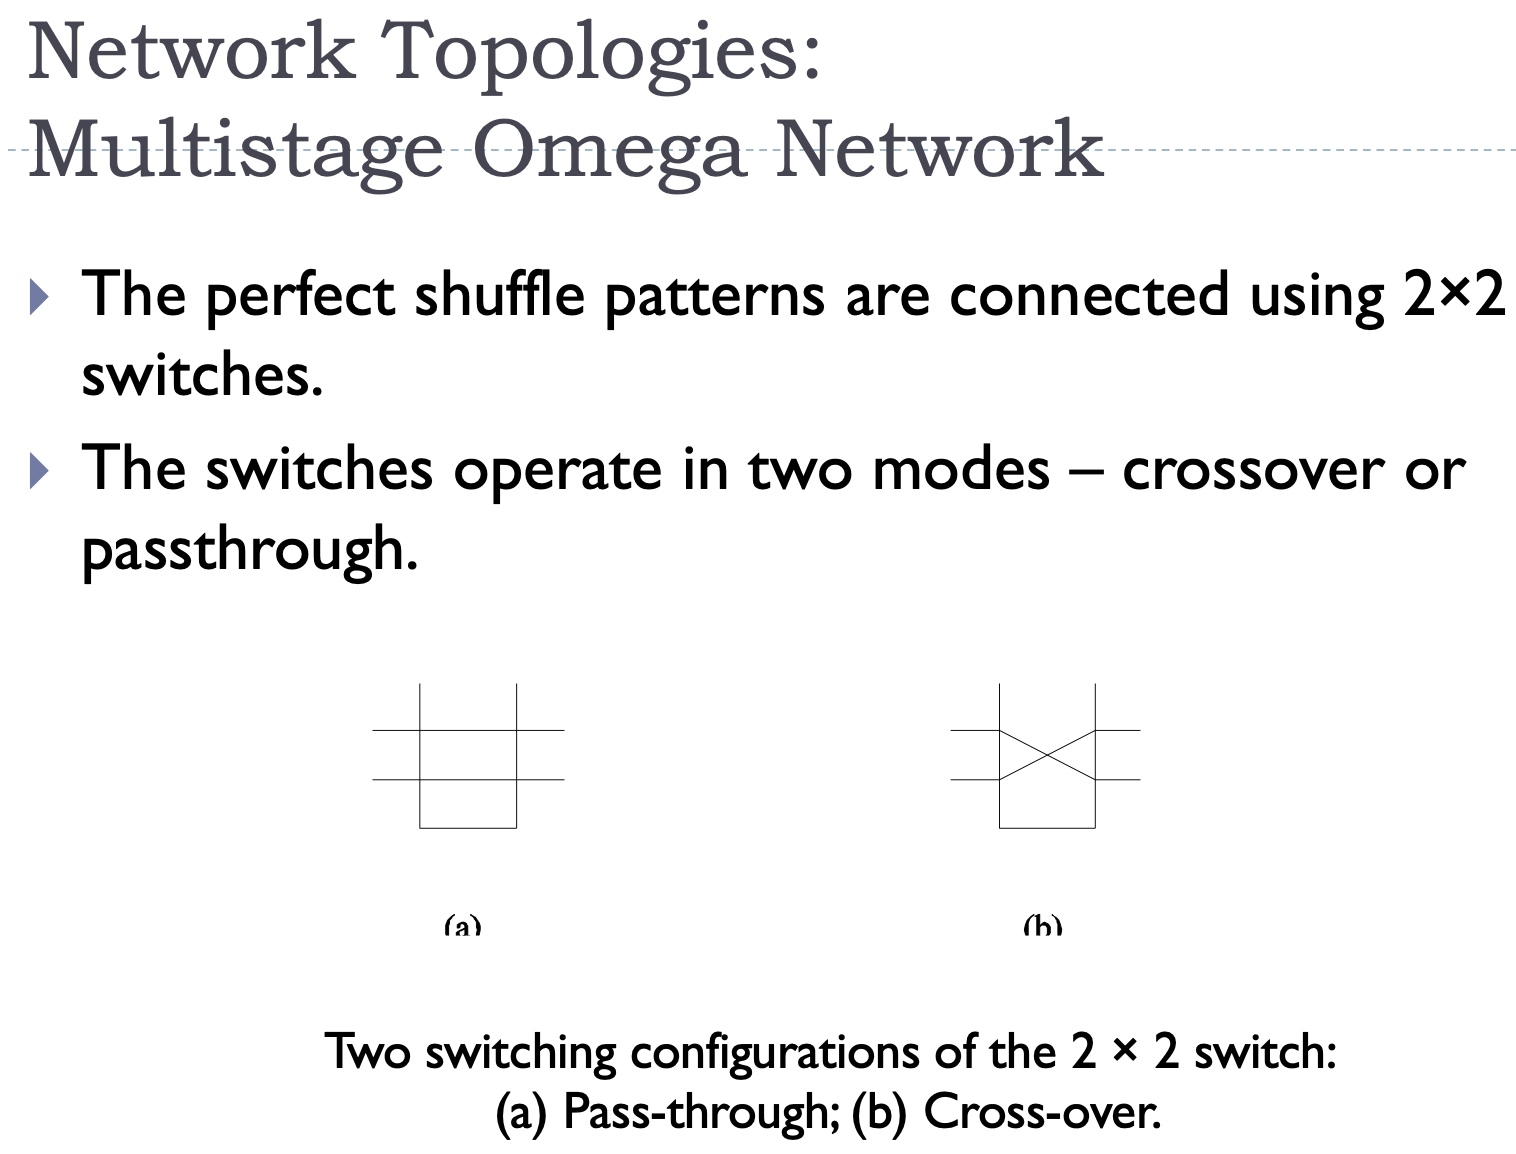 Network Topologies:
Multistage Omega Network
The perfect shuffle patterns are connected using 2×2
switches.
The switches operate in two modes – crossover or
passthrough.
(a) (b)
Two switching configurations of the 2 × 2 switch:
(a) Pass-through; (b) Cross-over.